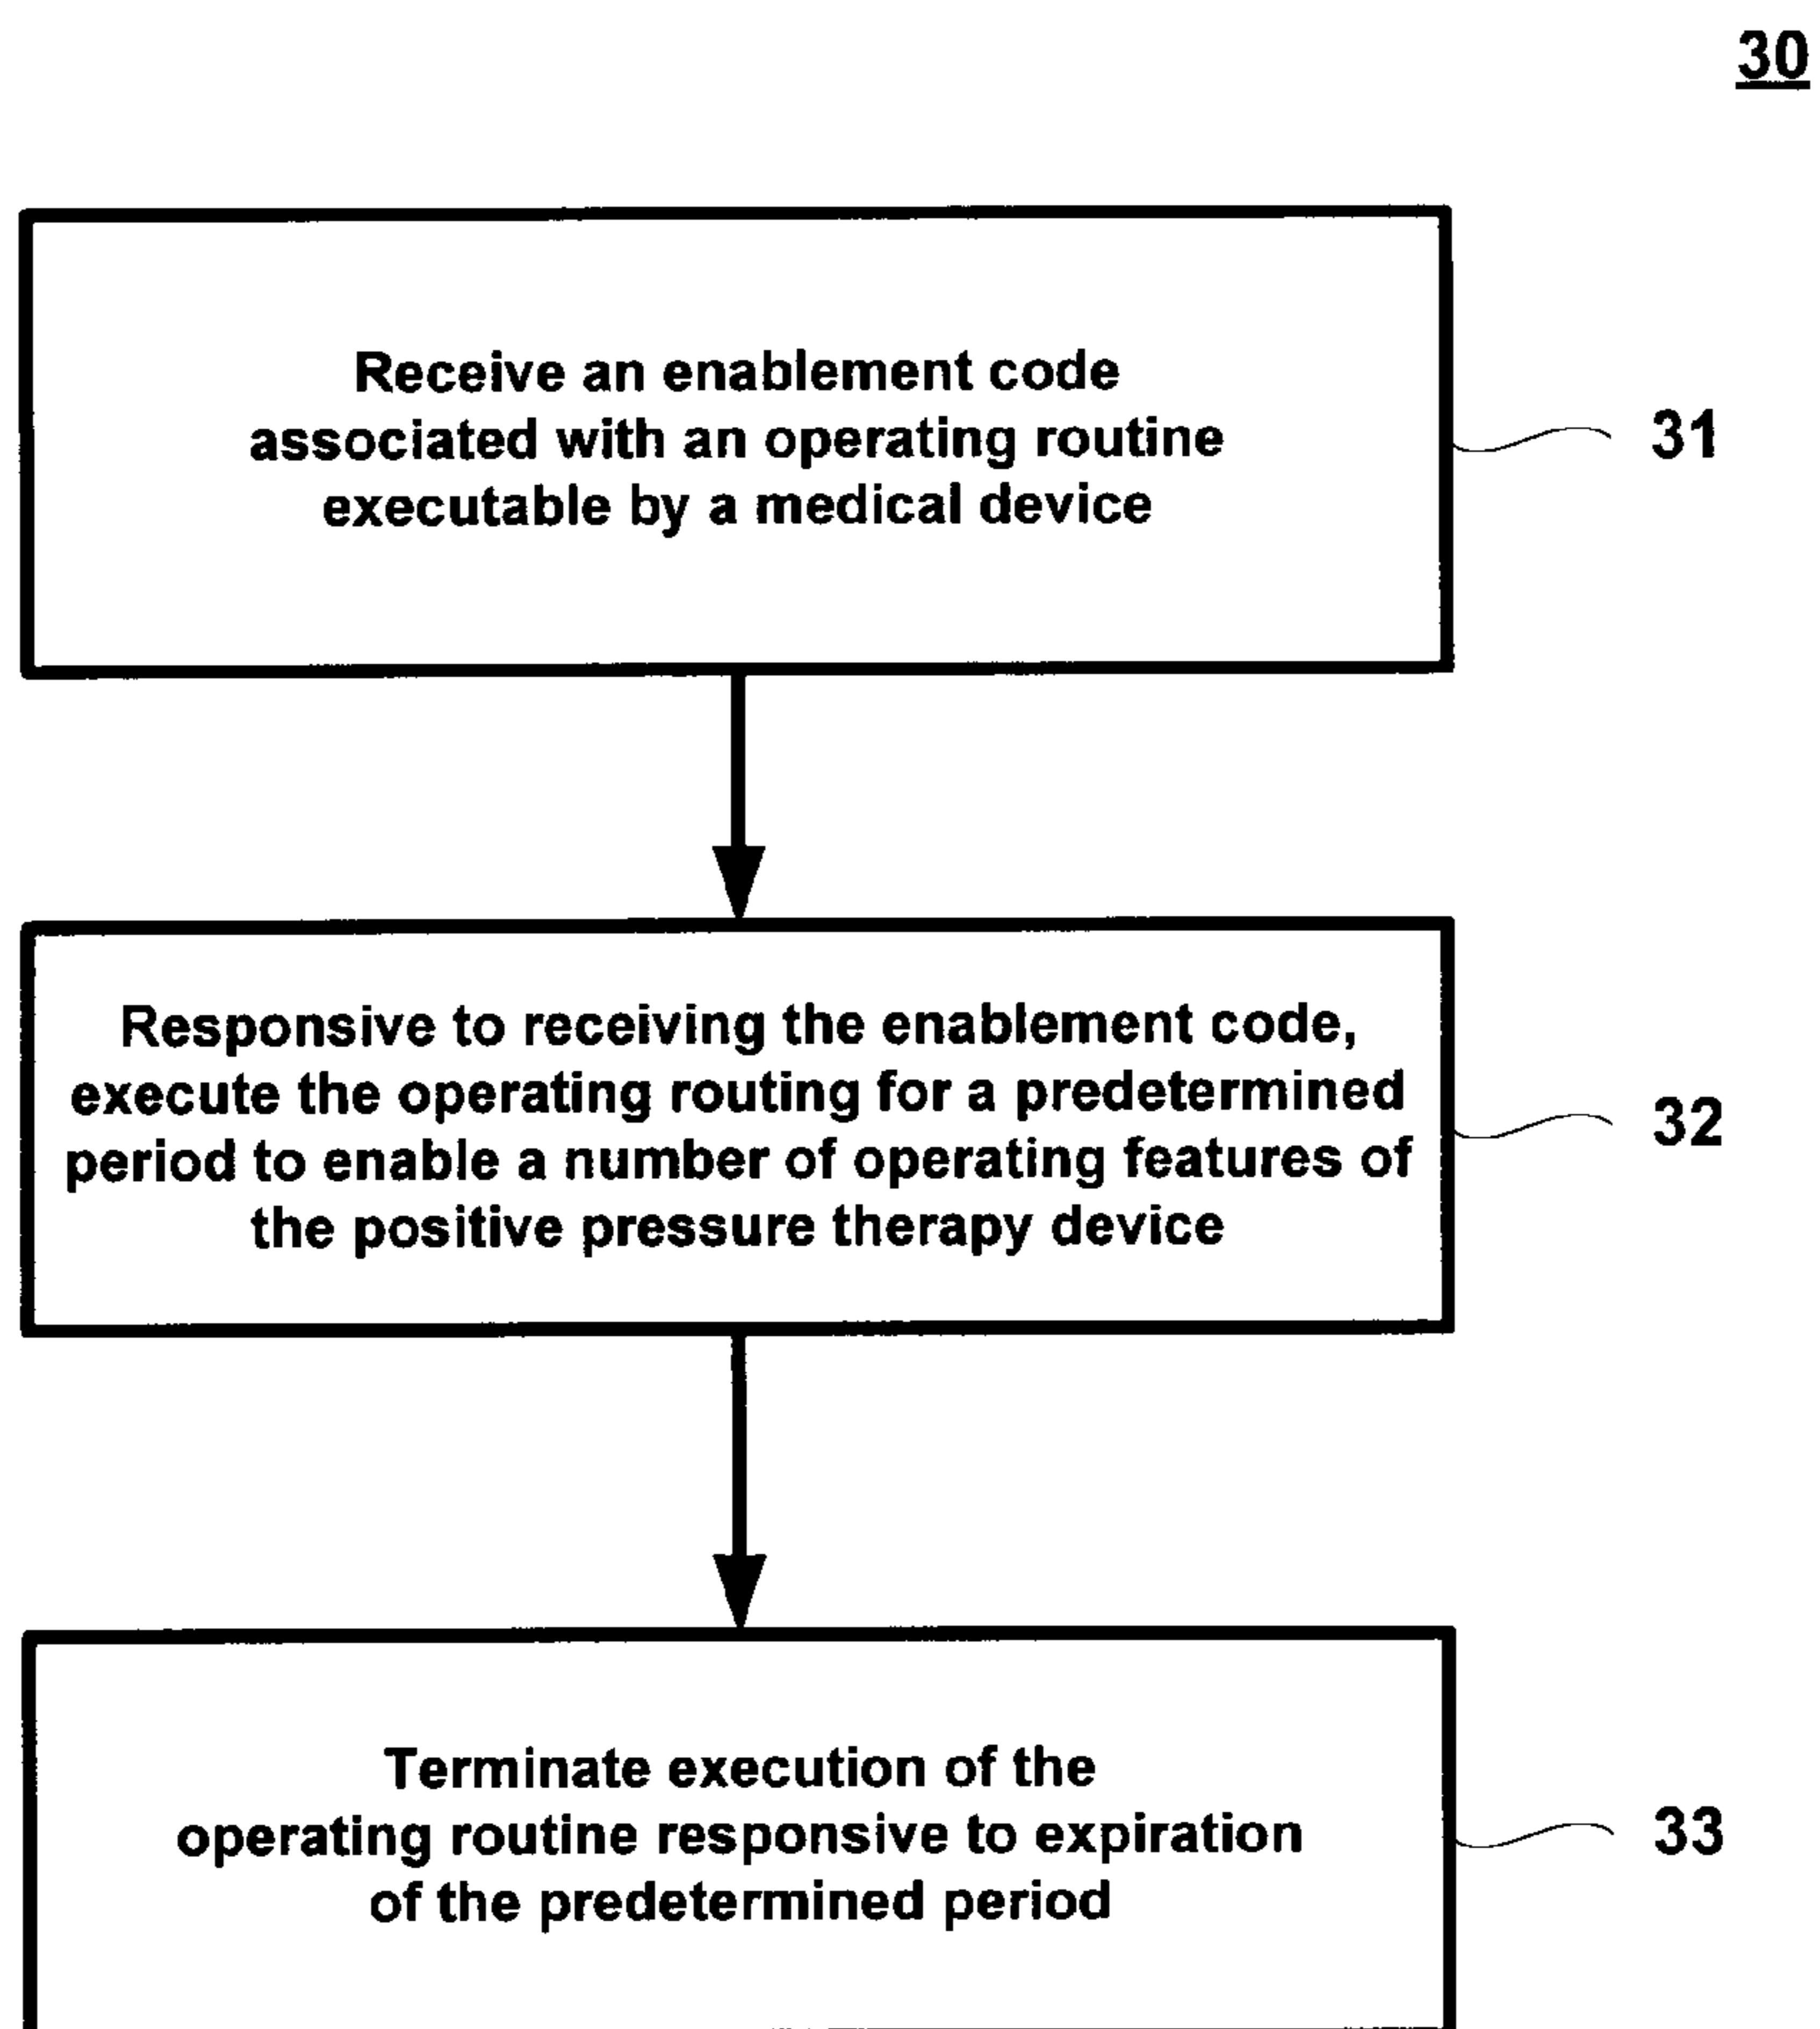 30
Receive an enablement code
associated with an operating routine
executable by a medical device
31
Responsive to receiving the enablement code,
execute the operating routing for a predetermined
period to enable a number of operating features of
the positive pressure therapy device
32
Terminate execution of the
operating routine responsive to expiration
of the predetermined period
33